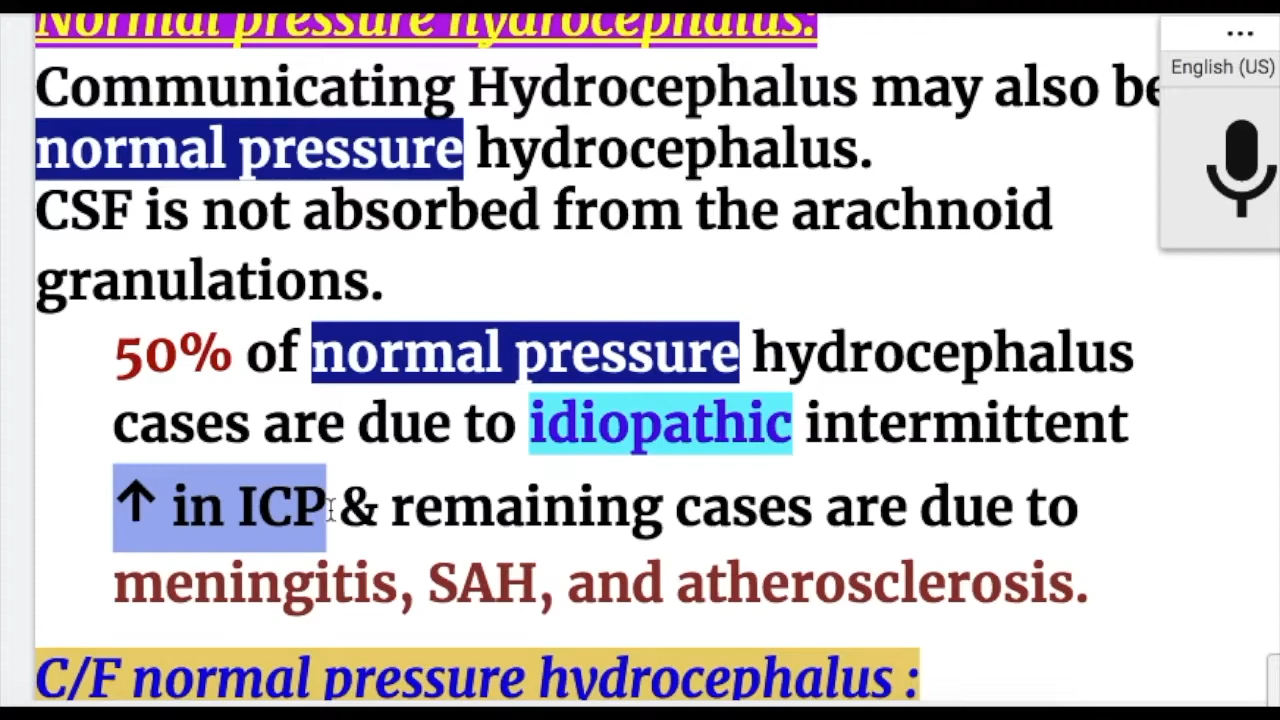 Normal pressure hydrocephalus:
Communicating Hydrocephalus may also be
normal pressure hydrocephalus.
CSF is not absorbed from the arachnoid
granulations.
50% of normal pressure hydrocephalus
cases are due to idiopathic intermittent
↑ in ICP & remaining cases are due to
meningitis, SAH, and atherosclerosis.
C/F normal pressure hydrocephalus :
...
English (US)